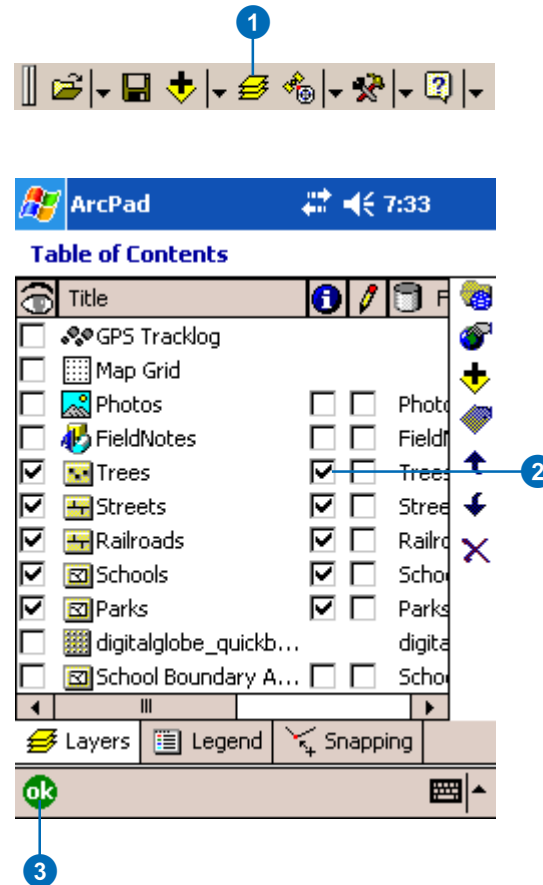 1
ArcPad 7:33
Table of Contents
Title F
GPS Tracklog
Map Grid
Photos Photo
FieldNotes Field
Trees 2
Streets Stree
Railroads Railro
Schools Schoo
Parks Parks
digitalglobe_quickb... digita
School Boundary A... Schoo
Layers Legend Snapping
ok
3